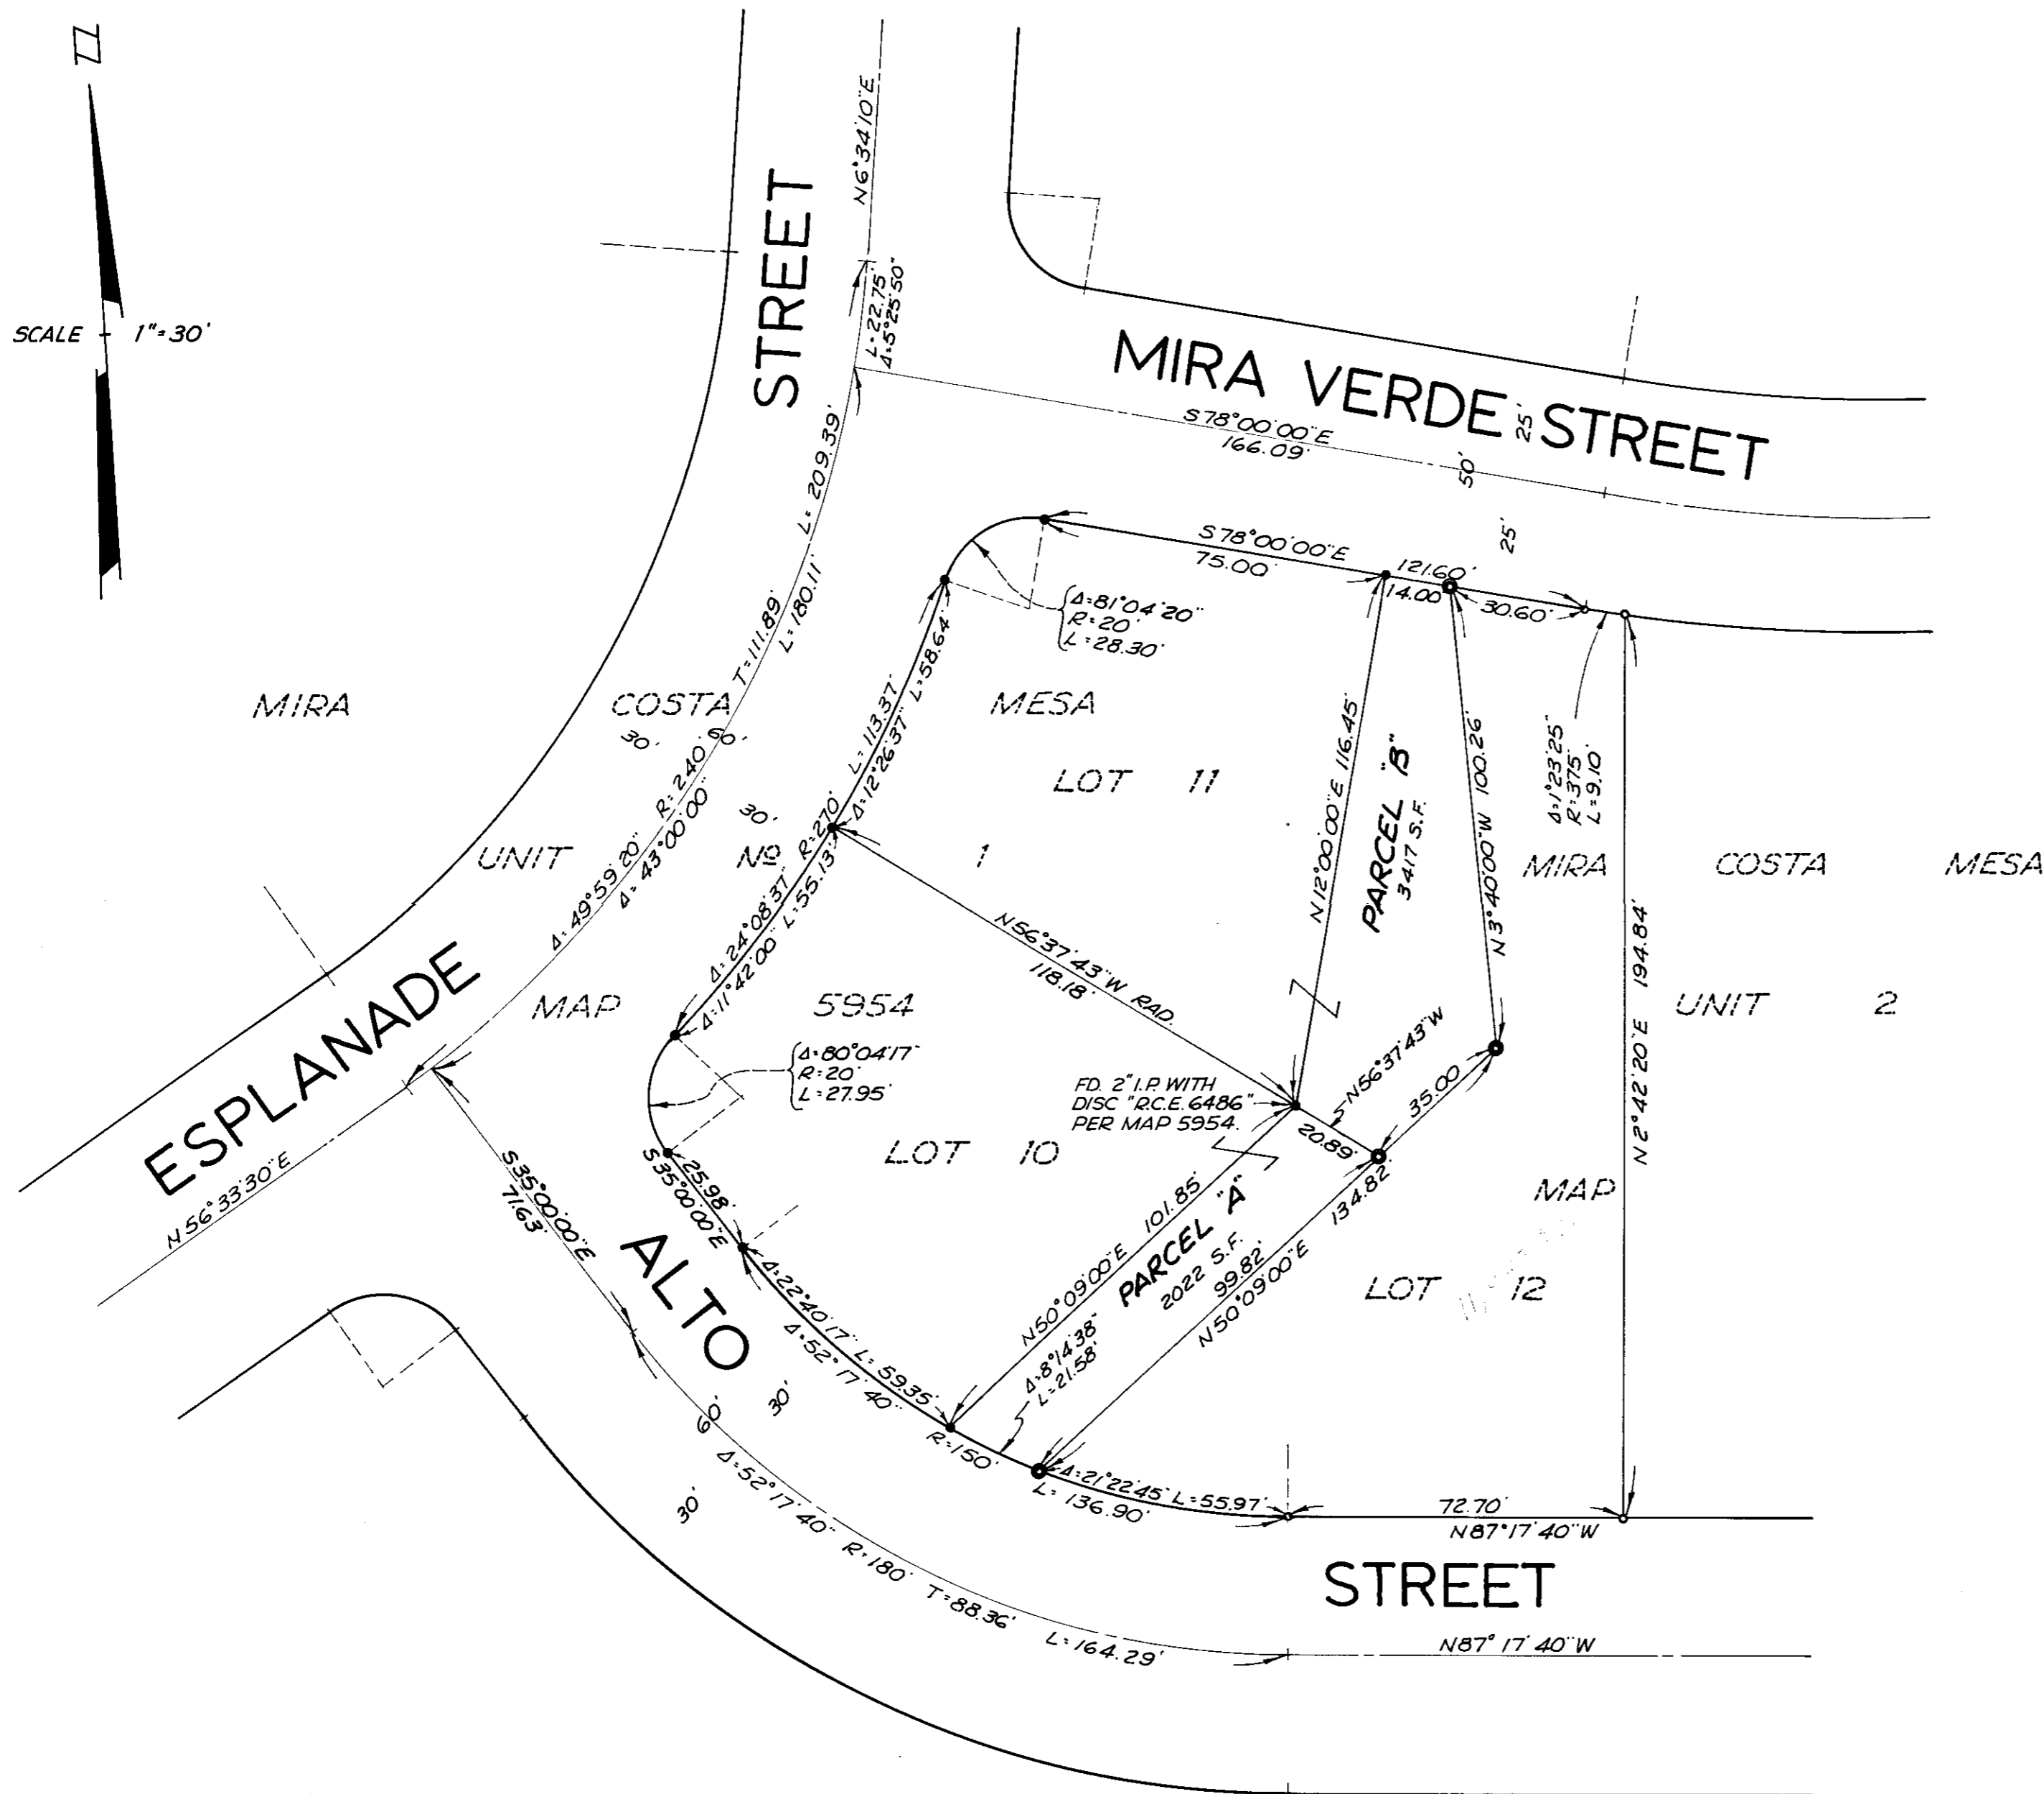 N
SCALE 1"=30'
STREET
N6°34'10"E
L=22.75'
Δ=5°25'50"
MIRA VERDE STREET
S78°00'00"E
166.09'
25'
50'
25'
S78°00'00"E
75.00'
121.60'
14.00'
30.60'
Δ=81°04'20"
R=20'
L=28.30'
L=209.39'
L=180.11'
T=111.89'
R=240'
60'
Δ=49°59'20"
Δ=43°00'00"
30'
30'
MIRA COSTA MESA
UNIT Nº 1
MAP 5954
LOT 11
L=58.64'
L=113.37'
Δ=12°26'37"
R=270'
L=55.13'
Δ=24°08'37"
Δ=11°42'00"
N56°37'43"W RAD.
118.18'
N12°00'00"E 116.45'
PARCEL "B"
3417 S.F.
N3°40'00"W 100.26'
Δ=1°23'25"
R=375'
L=9.10'
MIRA COSTA MESA
UNIT 2
MAP
LOT 12
N2°42'20"E 194.84'
N56°37'43"W
20.89'
35.00'
134.82'
FD. 2" I.P. WITH
DISC "R.C.E. 6486"
PER MAP 5954.
Δ=80°04'17"
R=20'
L=27.95'
LOT 10
ESPLANADE
N56°33'30"E
S35°00'00"E
71.63'
25.98'
S35°00'00"E
ALTO
Δ=22°40'17" L=59.35'
Δ=52°17'40"
R=150'
N50°09'00"E 101.85'
PARCEL "A"
2022 S.F.
99.82'
N50°09'00"E
Δ=8°14'38"
L=21.58'
Δ=21°22'45" L=55.97'
L=136.90'
72.70'
N87°17'40"W
30'
60'
30'
Δ=52°17'40" R=180' T=88.36' L=164.29'
STREET
N87°17'40"W